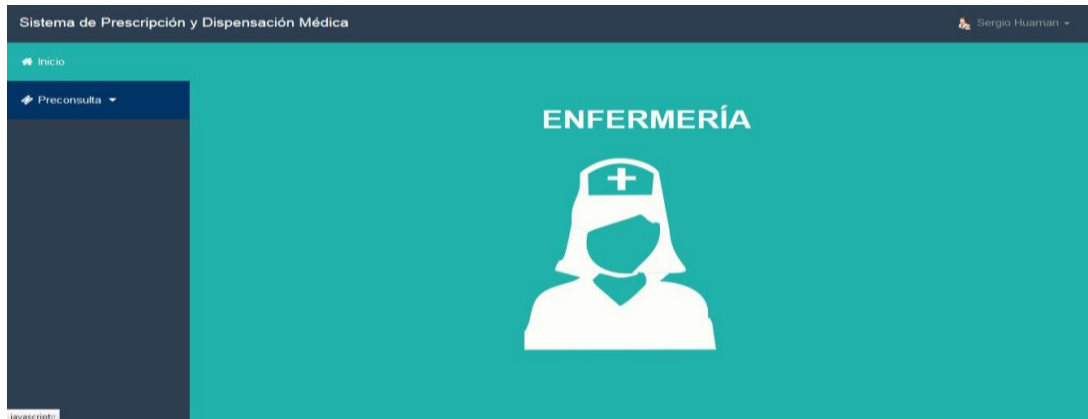 Sistema de Prescripción y Dispensación Médica
Sergio Huaman
Inicio
Preconsulta
ENFERMERÍA
javascript:;